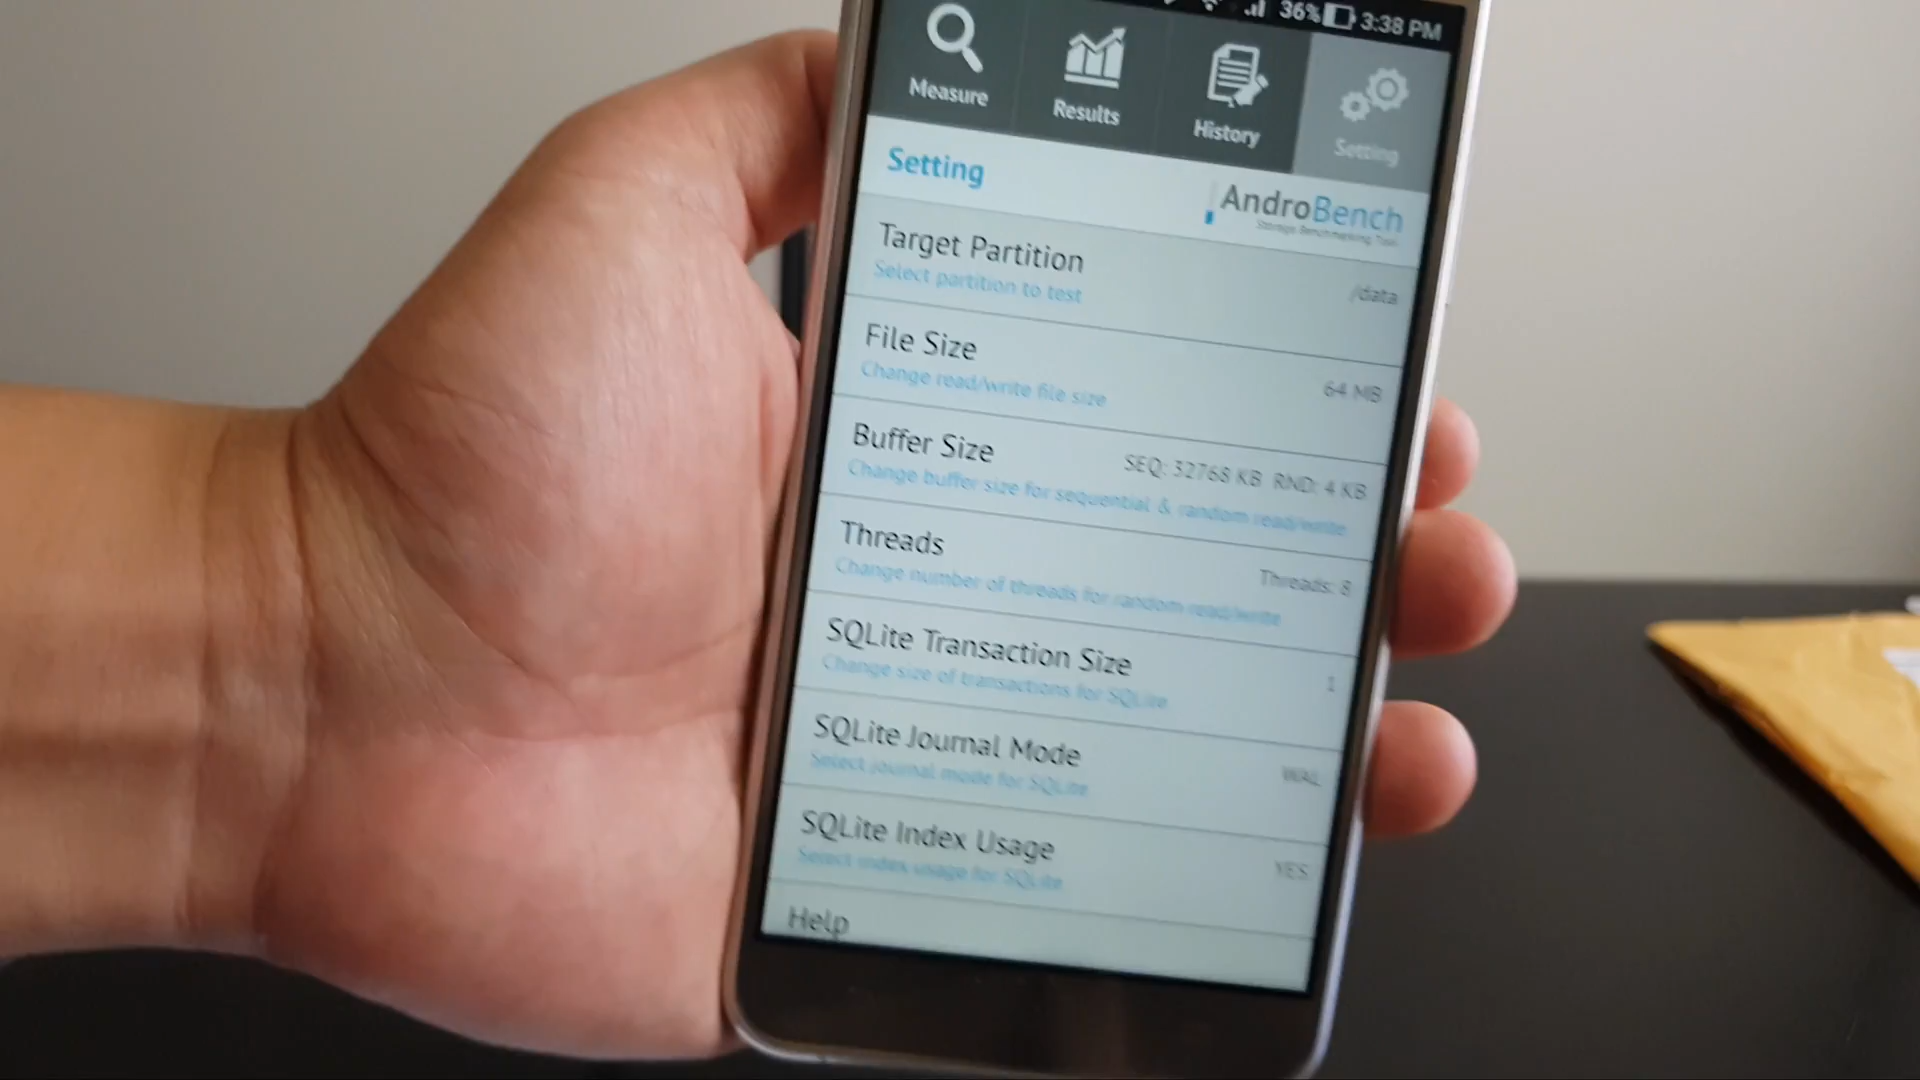 36% 3:38 PM
Measure
Results
History
Setting
Setting
AndroBench
Storage Benchmarking Tool
Target Partition
Select partition to test
/data
File Size
Change read/write file size
64 MB
Buffer Size
SEQ: 32768 KB RND: 4 KB
Change buffer size for sequential & random read/write
Threads
Threads: 8
Change number of threads for random read/write
SQLite Transaction Size
Change size of transactions for SQLite
1
SQLite Journal Mode
Select journal mode for SQLite
WAL
SQLite Index Usage
Select index usage for SQLite
YES
Help